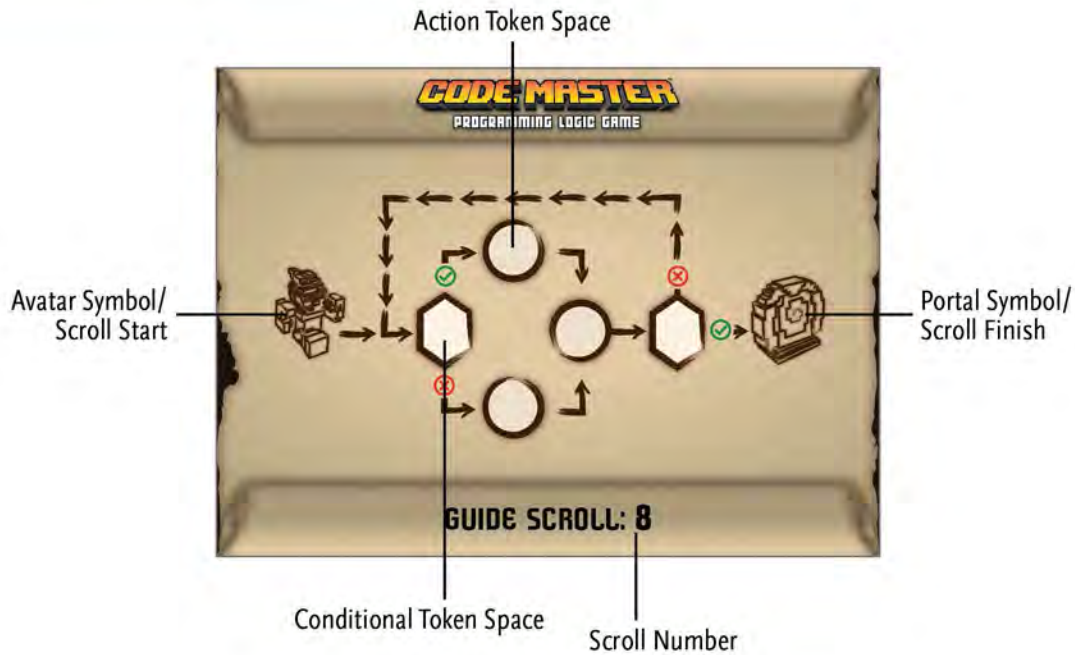 Action Token Space
CODE MASTER
PROGRAMMING LOGIC GAME
Avatar Symbol/
Scroll Start
Portal Symbol/
Scroll Finish
GUIDE SCROLL: 8
Conditional Token Space
Scroll Number